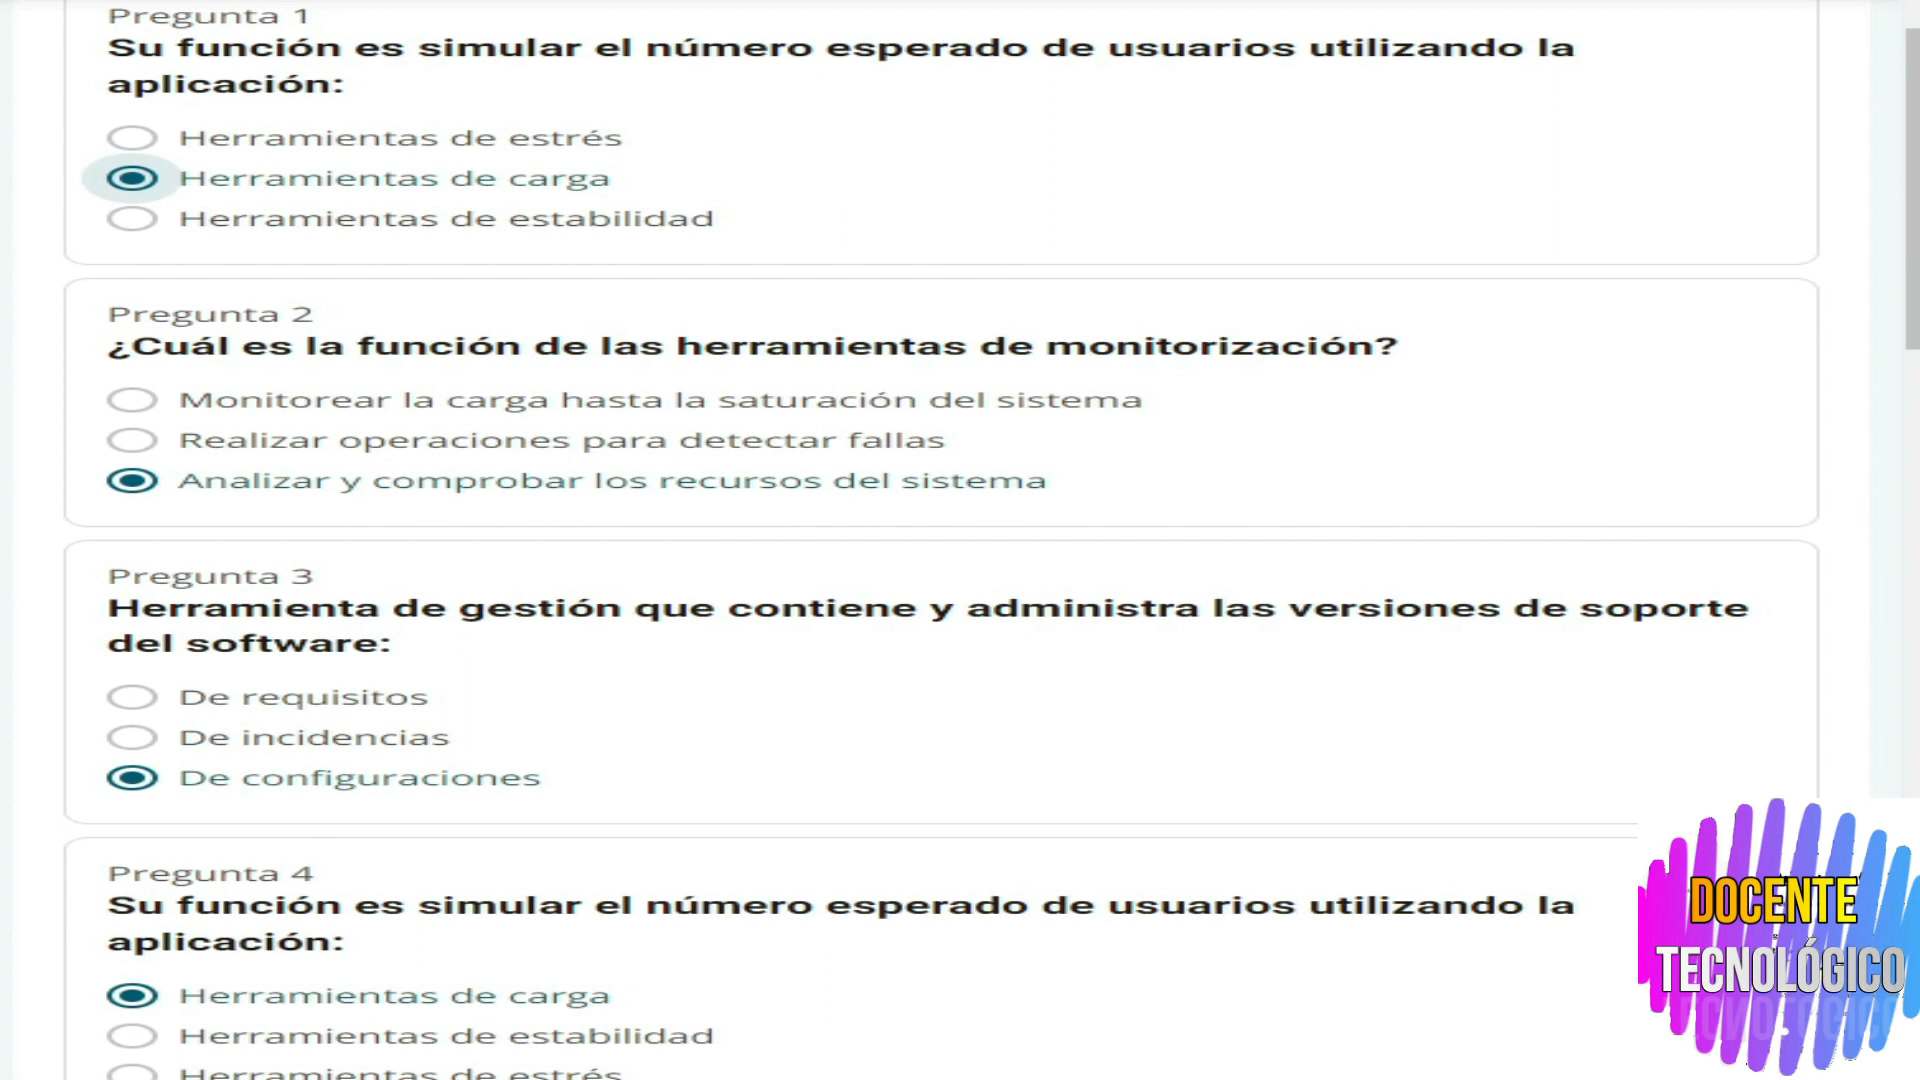 Pregunta 1
Su función es simular el número esperado de usuarios utilizando la
aplicación:
Herramientas de estrés
Herramientas de carga
Herramientas de estabilidad
Pregunta 2
¿Cuál es la función de las herramientas de monitorización?
Monitorear la carga hasta la saturación del sistema
Realizar operaciones para detectar fallas
Analizar y comprobar los recursos del sistema
Pregunta 3
Herramienta de gestión que contiene y administra las versiones de soporte
del software:
De requisitos
De incidencias
De configuraciones
Pregunta 4
Su función es simular el número esperado de usuarios utilizando la
aplicación:
Herramientas de carga
Herramientas de estabilidad
Herramientas de estrés
DOCENTE
TECNOLÓGICO